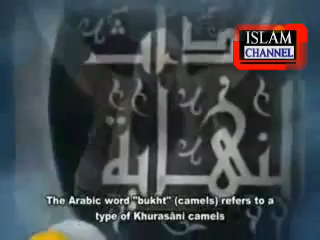 ISLAM
CHANNEL
النهاية
The Arabic word "bukht" (camels) refers to a
type of Khurasâni camels